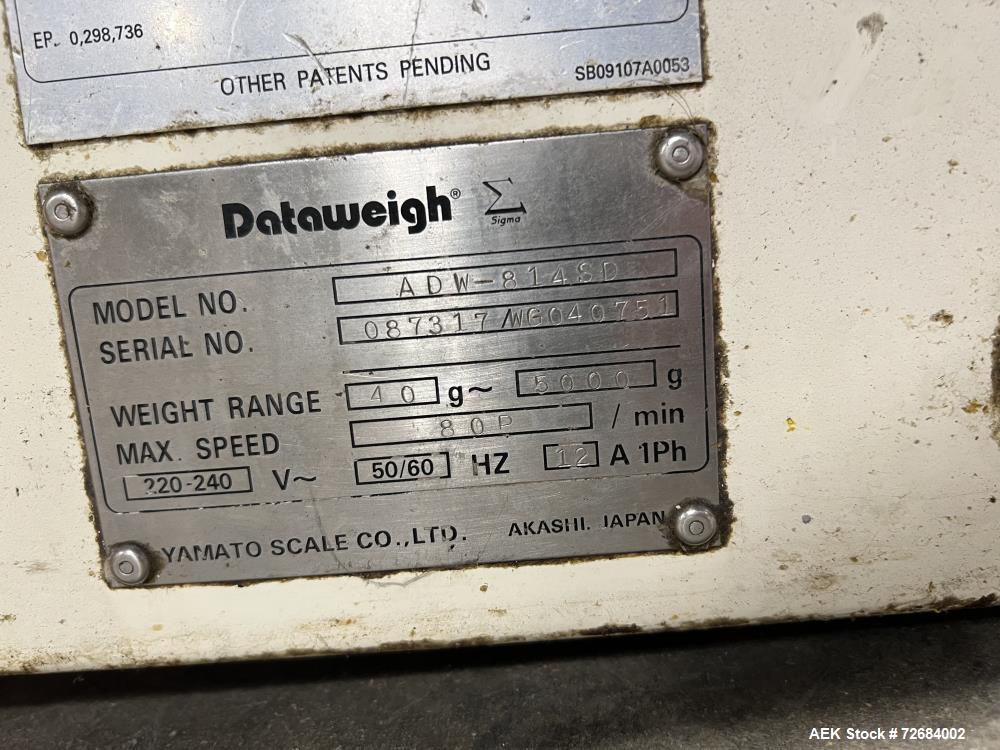 EP. 0,298,736
OTHER PATENTS PENDING SB09107A0053
Dataweigh® Σ
Sigma
MODEL NO. ADW-814SD
SERIAL NO. 087317/WG040751
WEIGHT RANGE 40 g~ 5000 g
MAX. SPEED 80P / min
220-240 V~ 50/60 HZ 12 A 1Ph
YAMATO SCALE CO.,LTD. AKASHI. JAPAN
AEK Stock #72684002